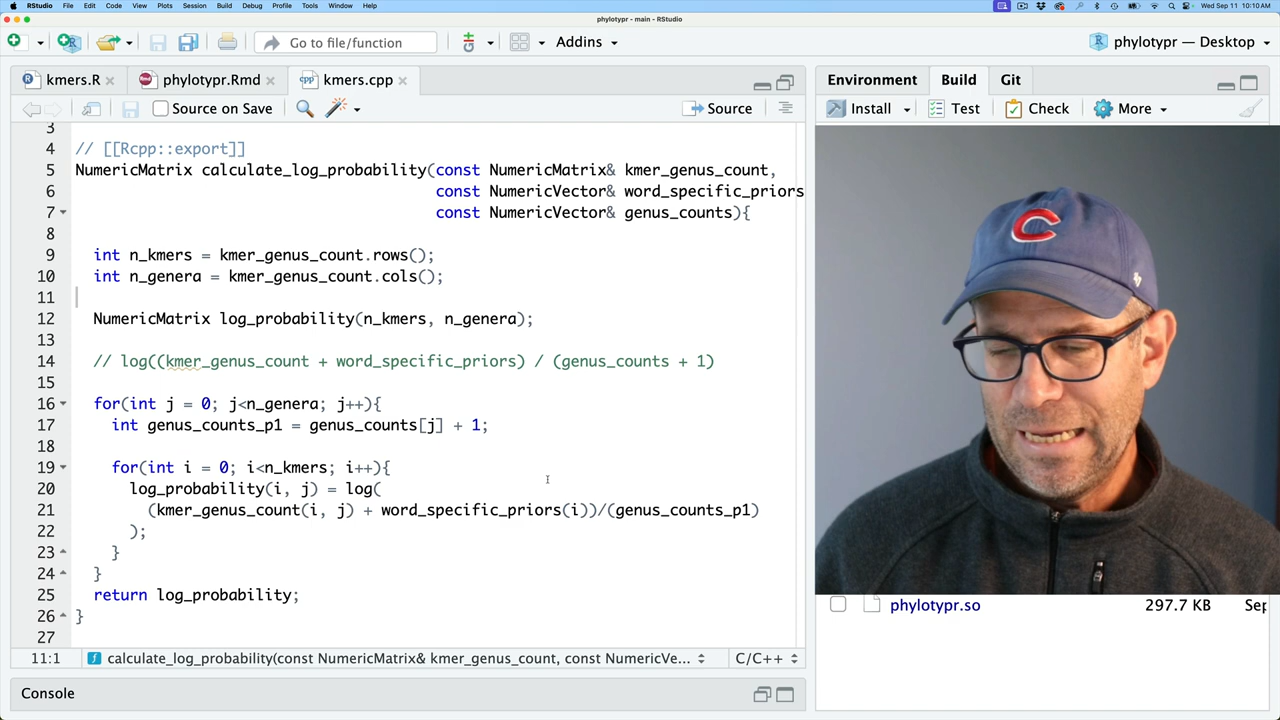 RStudio File Edit Code View Plots Session Build Debug Profile Tools Window Help Wed Sep 11 10:10 AM
phylotypr - main - RStudio
Go to file/function Addins phylotypr — Desktop
kmers.R phylotypr.Rmd kmers.cpp
Environment Build Git
Source on Save Source
Install Test Check More
3
4 // [[Rcpp::export]]
5 NumericMatrix calculate_log_probability(const NumericMatrix& kmer_genus_count,
6 const NumericVector& word_specific_priors
7 const NumericVector& genus_counts){
8
9 int n_kmers = kmer_genus_count.rows();
10 int n_genera = kmer_genus_count.cols();
11
12 NumericMatrix log_probability(n_kmers, n_genera);
13
14 // log((kmer_genus_count + word_specific_priors) / (genus_counts + 1)
15
16 for(int j = 0; j<n_genera; j++){
17 int genus_counts_p1 = genus_counts[j] + 1;
18
19 for(int i = 0; i<n_kmers; i++){
20 log_probability(i, j) = log(
21 (kmer_genus_count(i, j) + word_specific_priors(i))/(genus_counts_p1)
22 );
23 }
24 }
25 return log_probability;
26 }
27
C
phylotypr.so 297.7 KB Sep
11:1 calculate_log_probability(const NumericMatrix& kmer_genus_count, const NumericVe... C/C++
Console